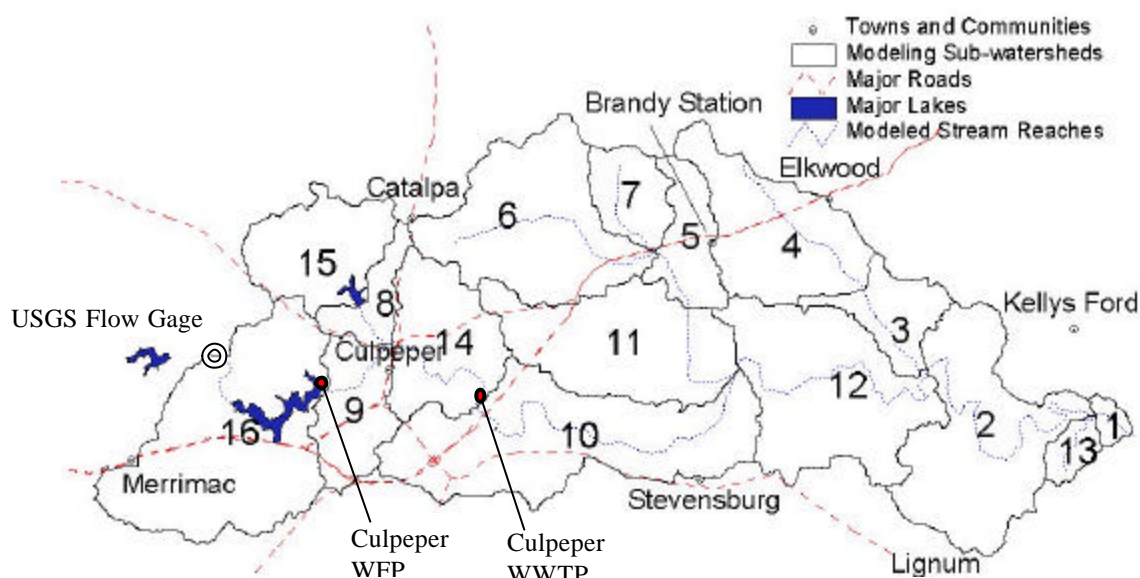 Towns and Communities
Modeling Sub-watersheds
Major Roads
Major Lakes
Modeled Stream Reaches
Brandy Station
Elkwood
Catalpa
7
6
5
4
15
8
Kellys Ford
USGS Flow Gage
3
14
11
Culpeper
12
9
16
10
2
1
13
Merrimac
Stevensburg
Culpeper
WFP
Culpeper
WWTP
Lignum